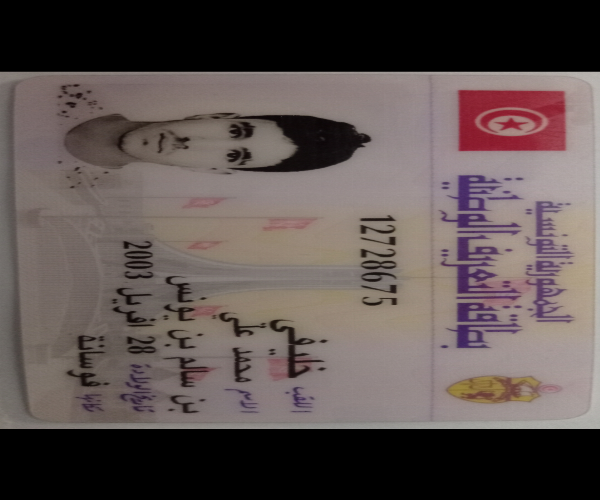 الجمهورية التونسية
بطاقة التعريف الوطنية
12728675
اللقب خليفي
الاسم محمد علي
بن سالم بن يونس
تاريخ الولادة 28 افريل 2003
مكانها فوسانة